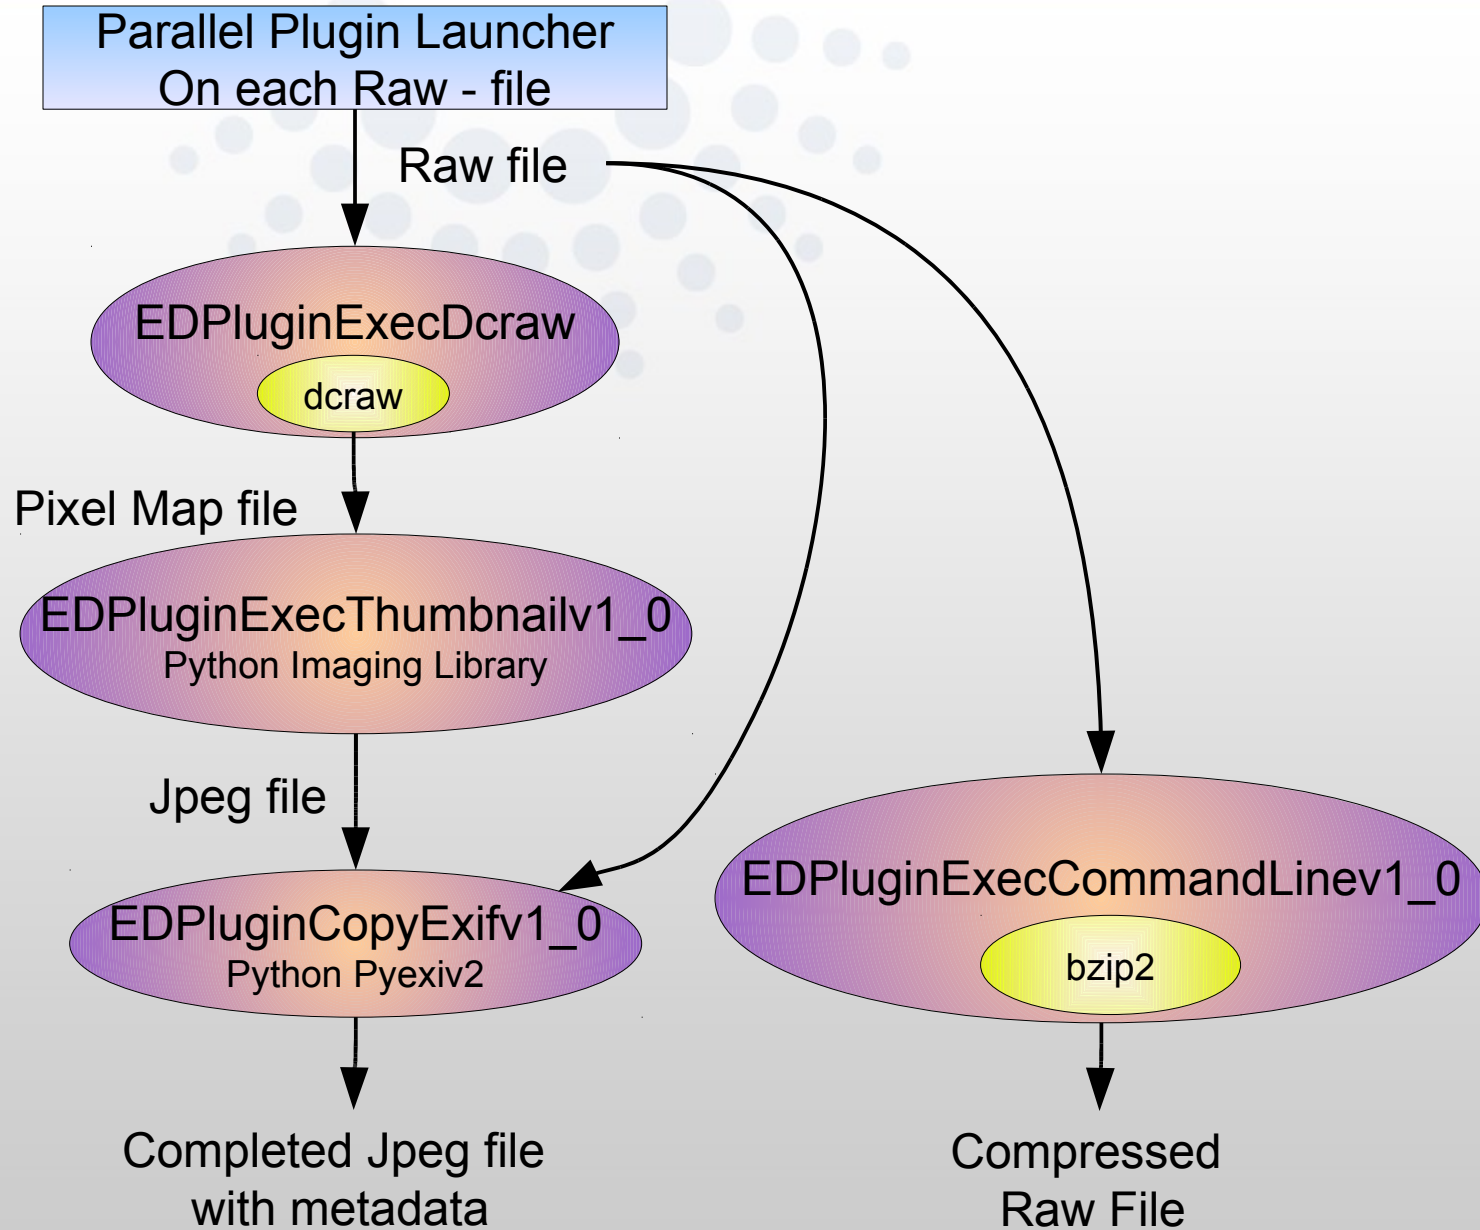 Parallel Plugin Launcher
On each Raw - file
Raw file
EDPluginExecDcraw
dcraw
Pixel Map file
EDPluginExecThumbnailv1_0
Python Imaging Library
Jpeg file
EDPluginCopyExifv1_0
Python Pyexiv2
Completed Jpeg file
with metadata
EDPluginExecCommandLinev1_0
bzip2
Compressed
Raw File